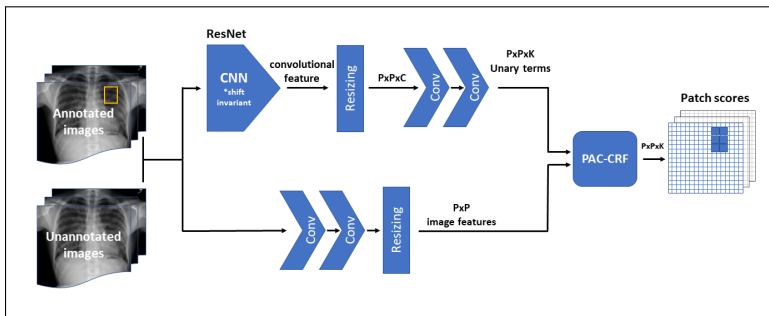 ResNet
CNN
*shift
invariant
convolutional
feature
Resizing
PxPxC
Conv
Conv
PxPxK
Unary terms
Annotated
images
Patch scores
PAC-CRF
PxPxK
Unannotated
images
Conv
Conv
Resizing
PxP
image features